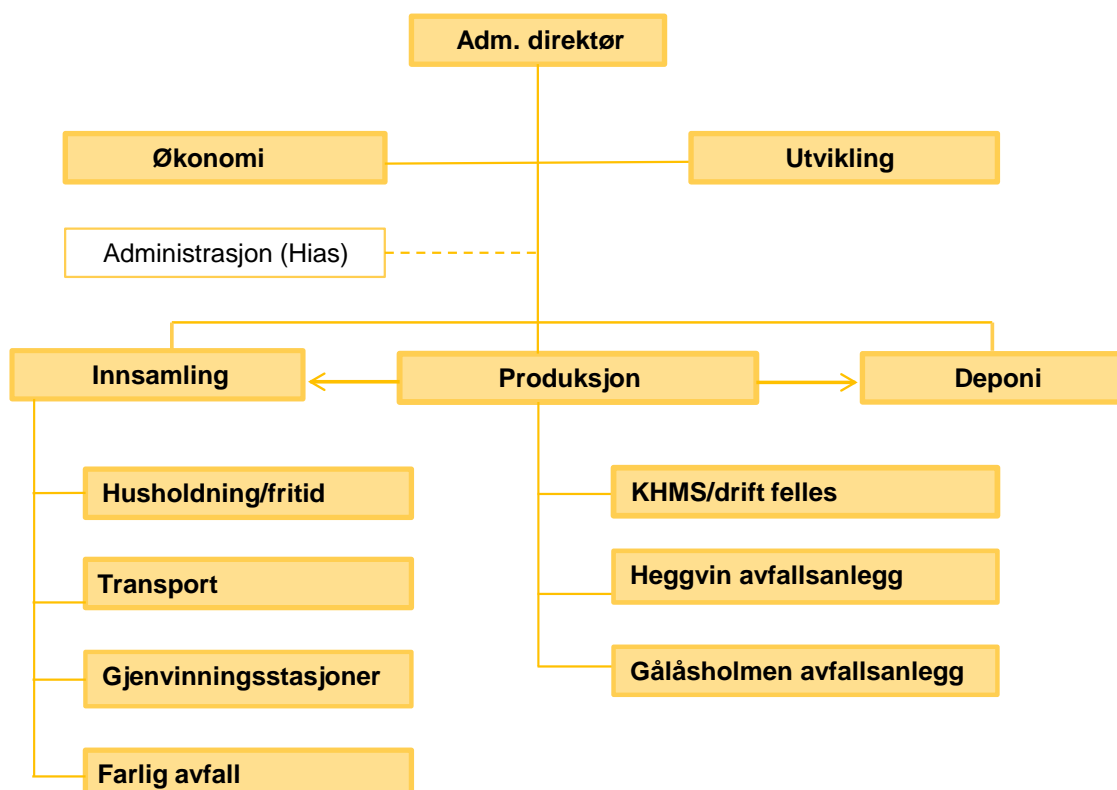 Adm. direktør
Økonomi
Utvikling
Administrasjon (Hias)
Innsamling
Produksjon
Deponi
Husholdning/fritid
Transport
Gjenvinningsstasjoner
Farlig avfall
KHMS/drift felles
Heggvin avfallsanlegg
Gålåsholmen avfallsanlegg